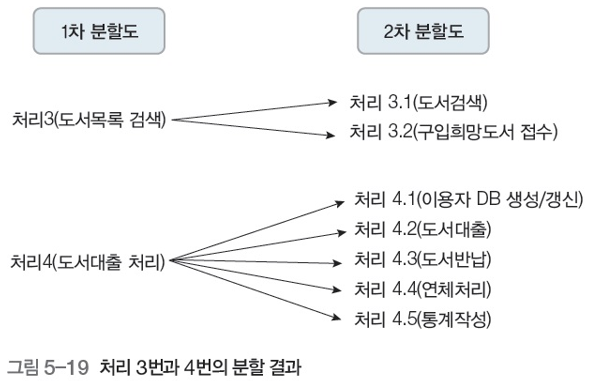 1차 분할도
2차 분할도
처리3(도서목록 검색)
처리 3.1(도서검색)
처리 3.2(구입희망도서 접수)
처리4(도서대출 처리)
처리 4.1(이용자 DB 생성/갱신)
처리 4.2(도서대출)
처리 4.3(도서반납)
처리 4.4(연체처리)
처리 4.5(통계작성)
그림 5-19 처리 3번과 4번의 분할 결과